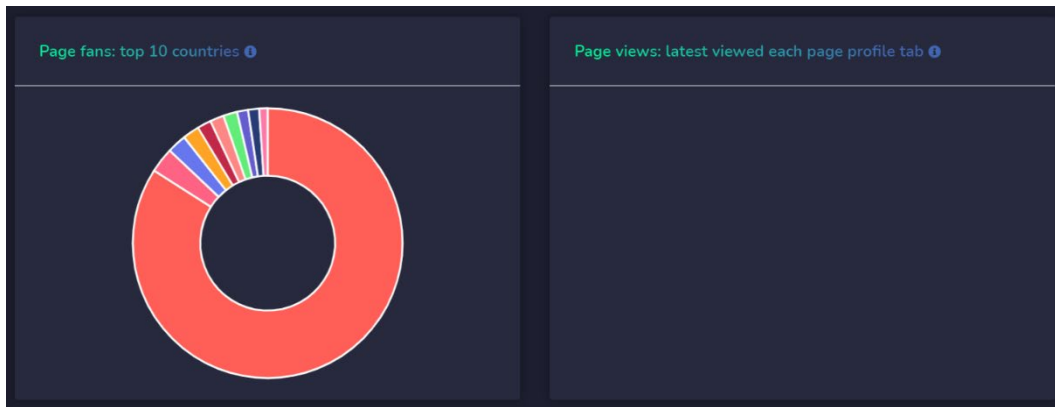 Page fans: top 10 countries
Page views: latest viewed each page profile tab